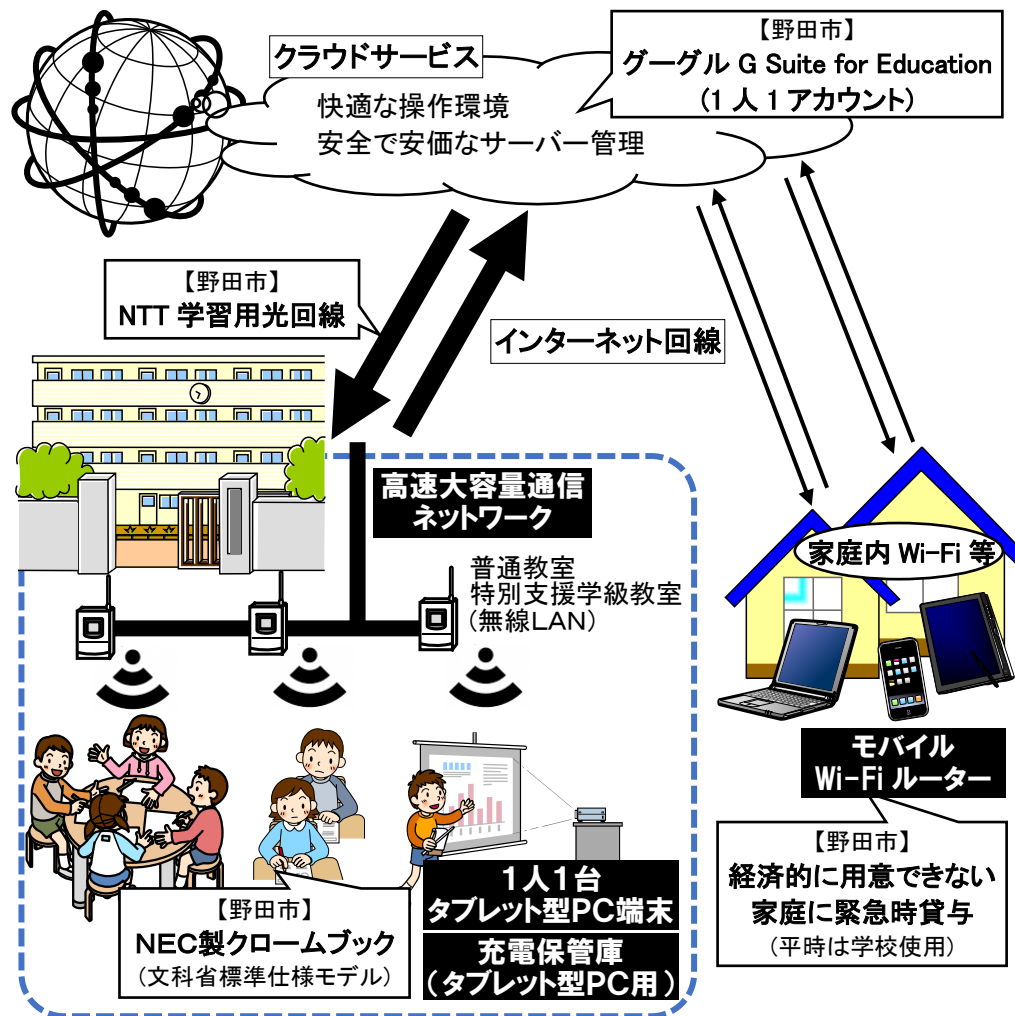 クラウドサービス
快適な操作環境
安全で安価なサーバー管理
【野田市】
グーグル G Suite for Education
(1人1アカウント)
【野田市】
NTT 学習用光回線
インターネット回線
高速大容量通信
ネットワーク
普通教室
特別支援学級教室
(無線LAN)
家庭内 Wi-Fi 等
モバイル
Wi-Fi ルーター
【野田市】
経済的に用意できない
家庭に緊急時貸与
(平時は学校使用)
1人1台
タブレット型PC端末
充電保管庫
(タブレット型PC用)
【野田市】
NEC製クロームブック
(文科省標準仕様モデル)